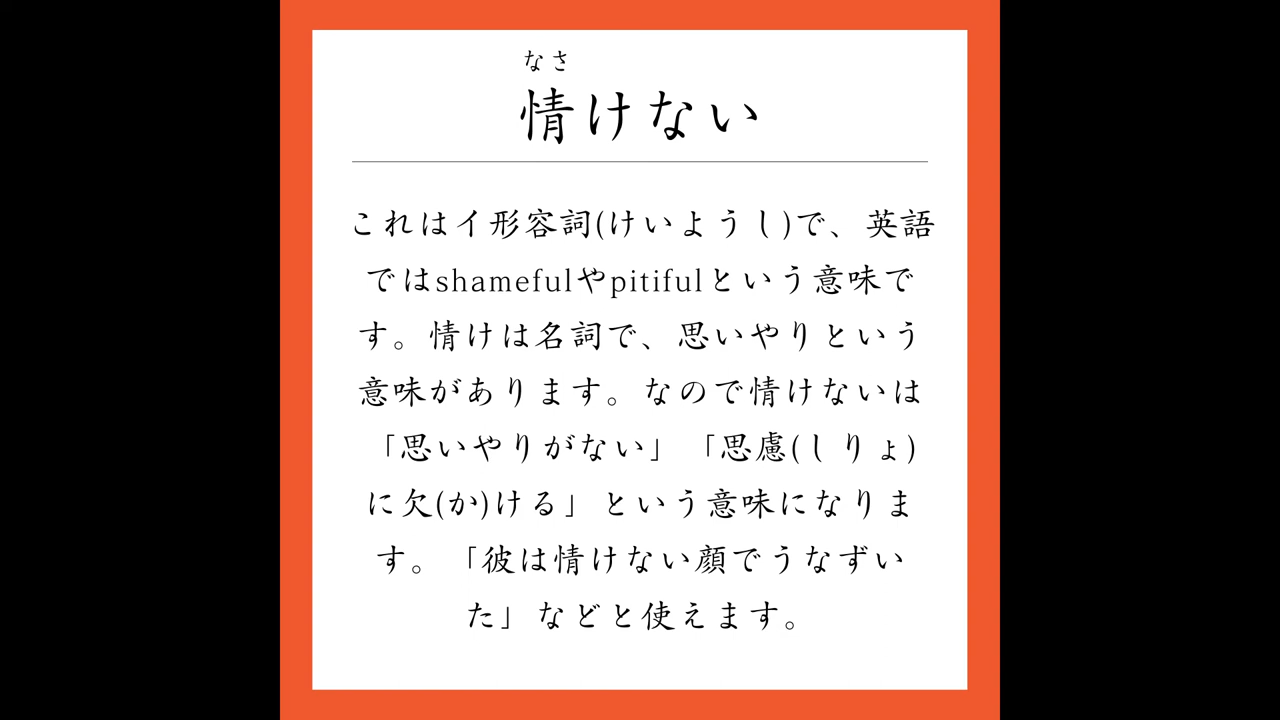 なさ
情けない
これはイ形容詞(けいようし)で、英語
ではshamefulやpitifulという意味で
す。情けは名詞で、思いやりという
意味があります。なので情けないは
「思いやりがない」「思慮(しりょ)
に欠(か)ける」という意味になりま
す。「彼は情けない顔でうなずい
た」などと使えます。